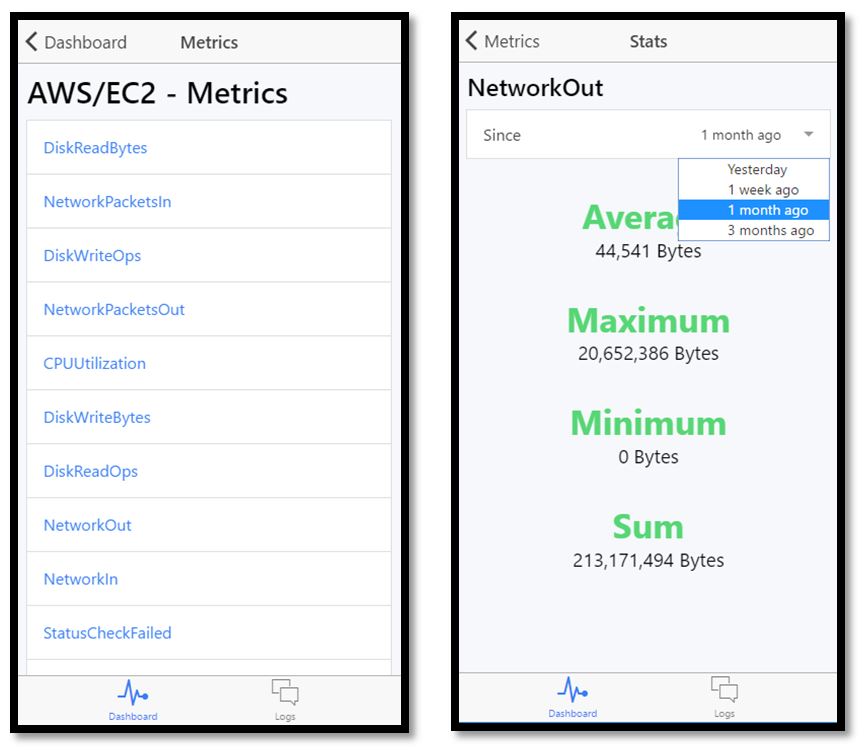 Dashboard Metrics
AWS/EC2 - Metrics
DiskReadBytes
NetworkPacketsIn
DiskWriteOps
NetworkPacketsOut
CPUUtilization
DiskWriteBytes
DiskReadOps
NetworkOut
NetworkIn
StatusCheckFailed
Dashboard Logs
Metrics Stats
NetworkOut
Since 1 month ago
Yesterday
1 week ago
1 month ago
3 months ago
44,541 Bytes
Maximum
20,652,386 Bytes
Minimum
0 Bytes
Sum
213,171,494 Bytes
Dashboard Logs